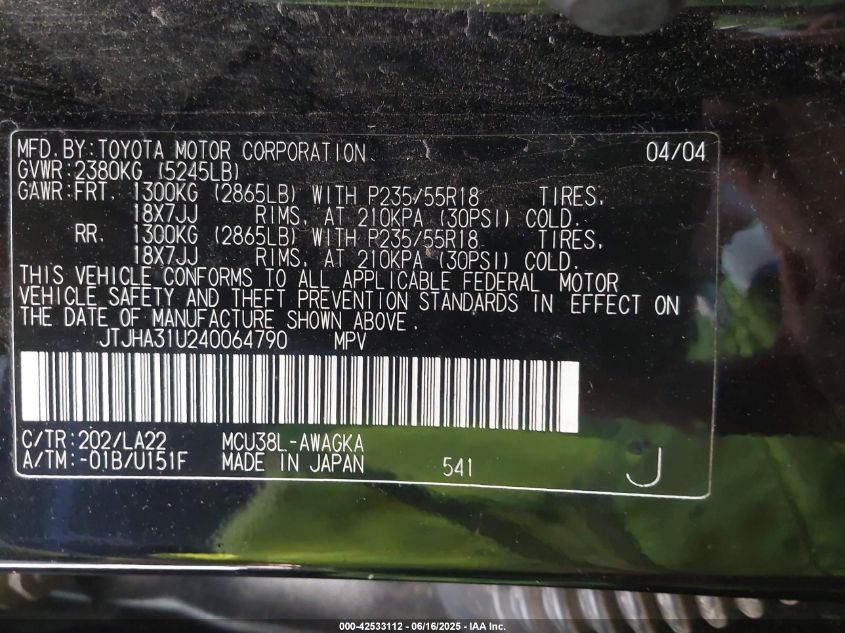 MFD.BY:TOYOTA MOTOR CORPORATION 04/04
GVWR:2380KG (5245LB)
GAWR:FRT. 1300KG (2865LB) WITH P235/55R18 TIRES,
18X7JJ RIMS, AT 210KPA (30PSI) COLD.
RR. 1300KG (2865LB) WITH P235/55R18 TIRES,
18X7JJ RIMS, AT 210KPA (30PSI) COLD.
THIS VEHICLE CONFORMS TO ALL APPLICABLE FEDERAL MOTOR
VEHICLE SAFETY AND THEFT PREVENTION STANDARDS IN EFFECT ON
THE DATE OF MANUFACTURE SHOWN ABOVE.
JTJHA31U240064790 MPV
C/TR:202/LA22 MCU38L-AWAGKA
A/TM:-01B/U151F MADE IN JAPAN 541 J
000-42533112 - 06/16/2025 - IAA Inc.